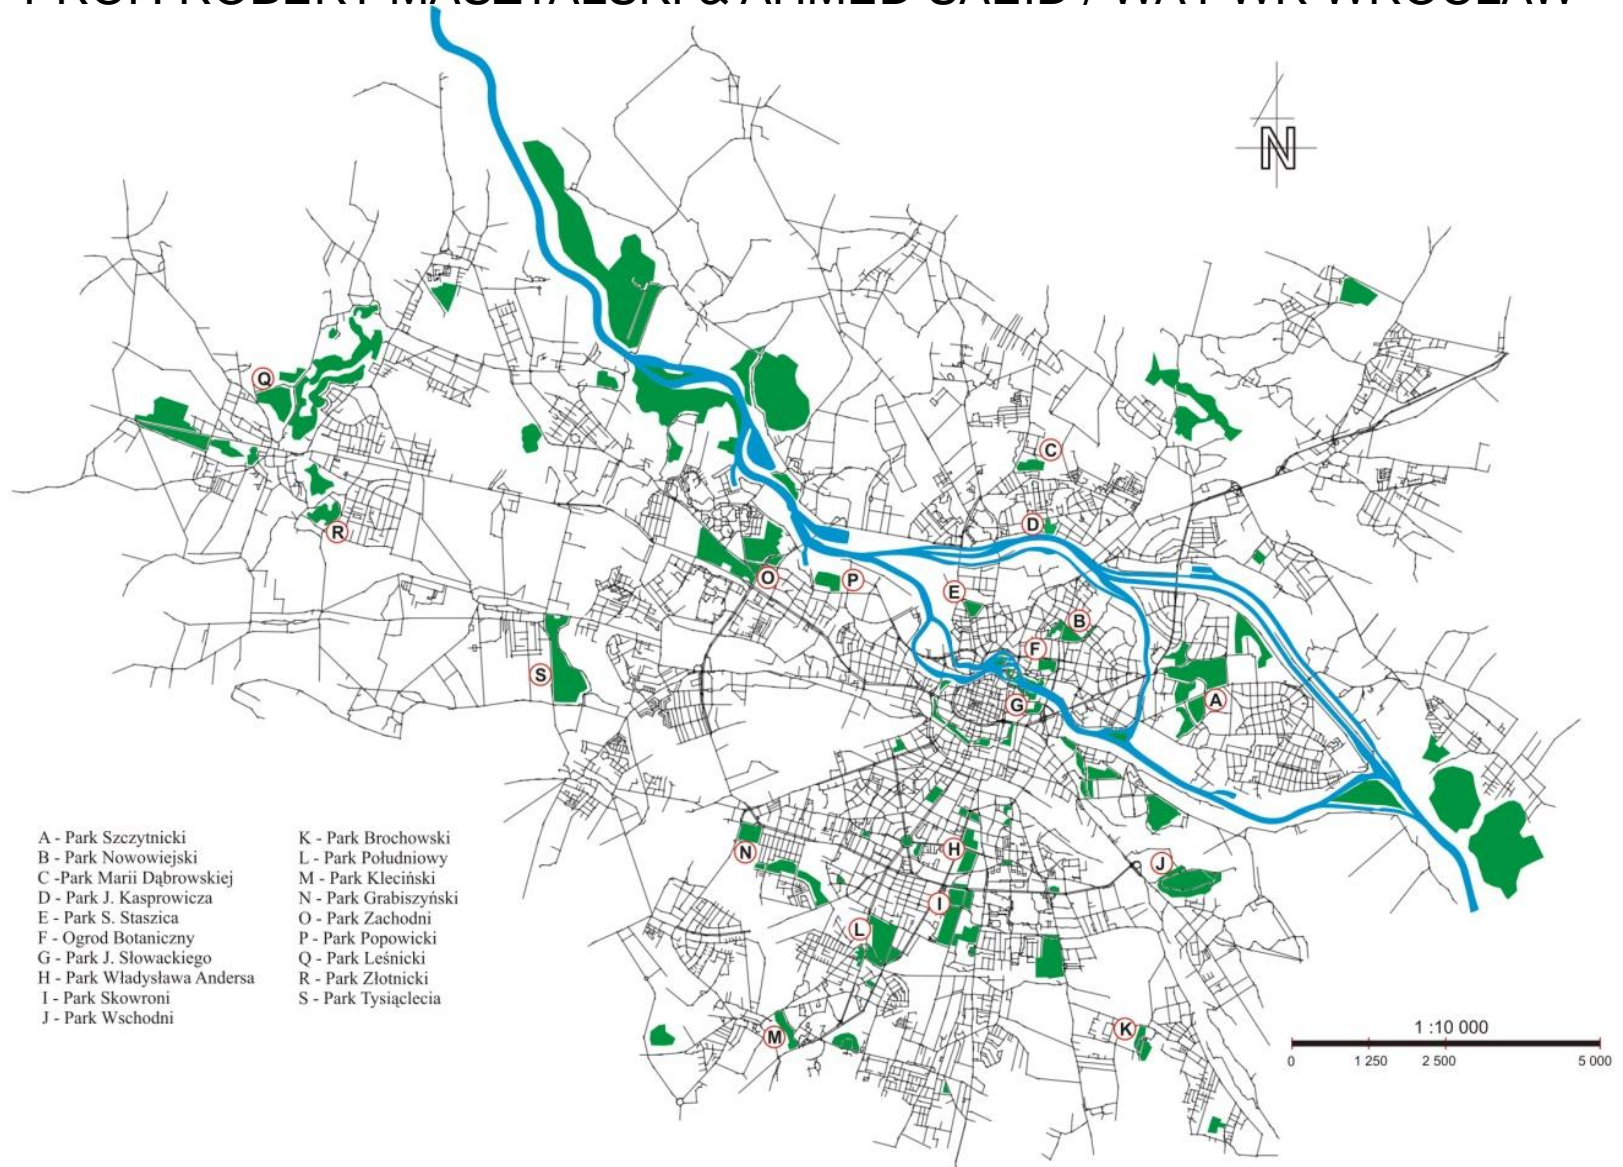 N
C
Q
D
R
O
P
E
B
F
S
A
G
H
N
J
I
L
K
M
A - Park Szczytnicki
B - Park Nowowiejski
C -Park Marii Dąbrowskiej
D - Park J. Kasprowicza
E - Park S. Staszica
F - Ogrod Botaniczny
G - Park J. Słowackiego
H - Park Władysława Andersa
I - Park Skowroni
J - Park Wschodni
K - Park Brochowski
L - Park Południowy
M - Park Kleciński
N - Park Grabiszyński
O - Park Zachodni
P - Park Popowicki
Q - Park Leśnicki
R - Park Złotnicki
S - Park Tysiąclecia
1 :10 000
0 1 250 2 500 5 000